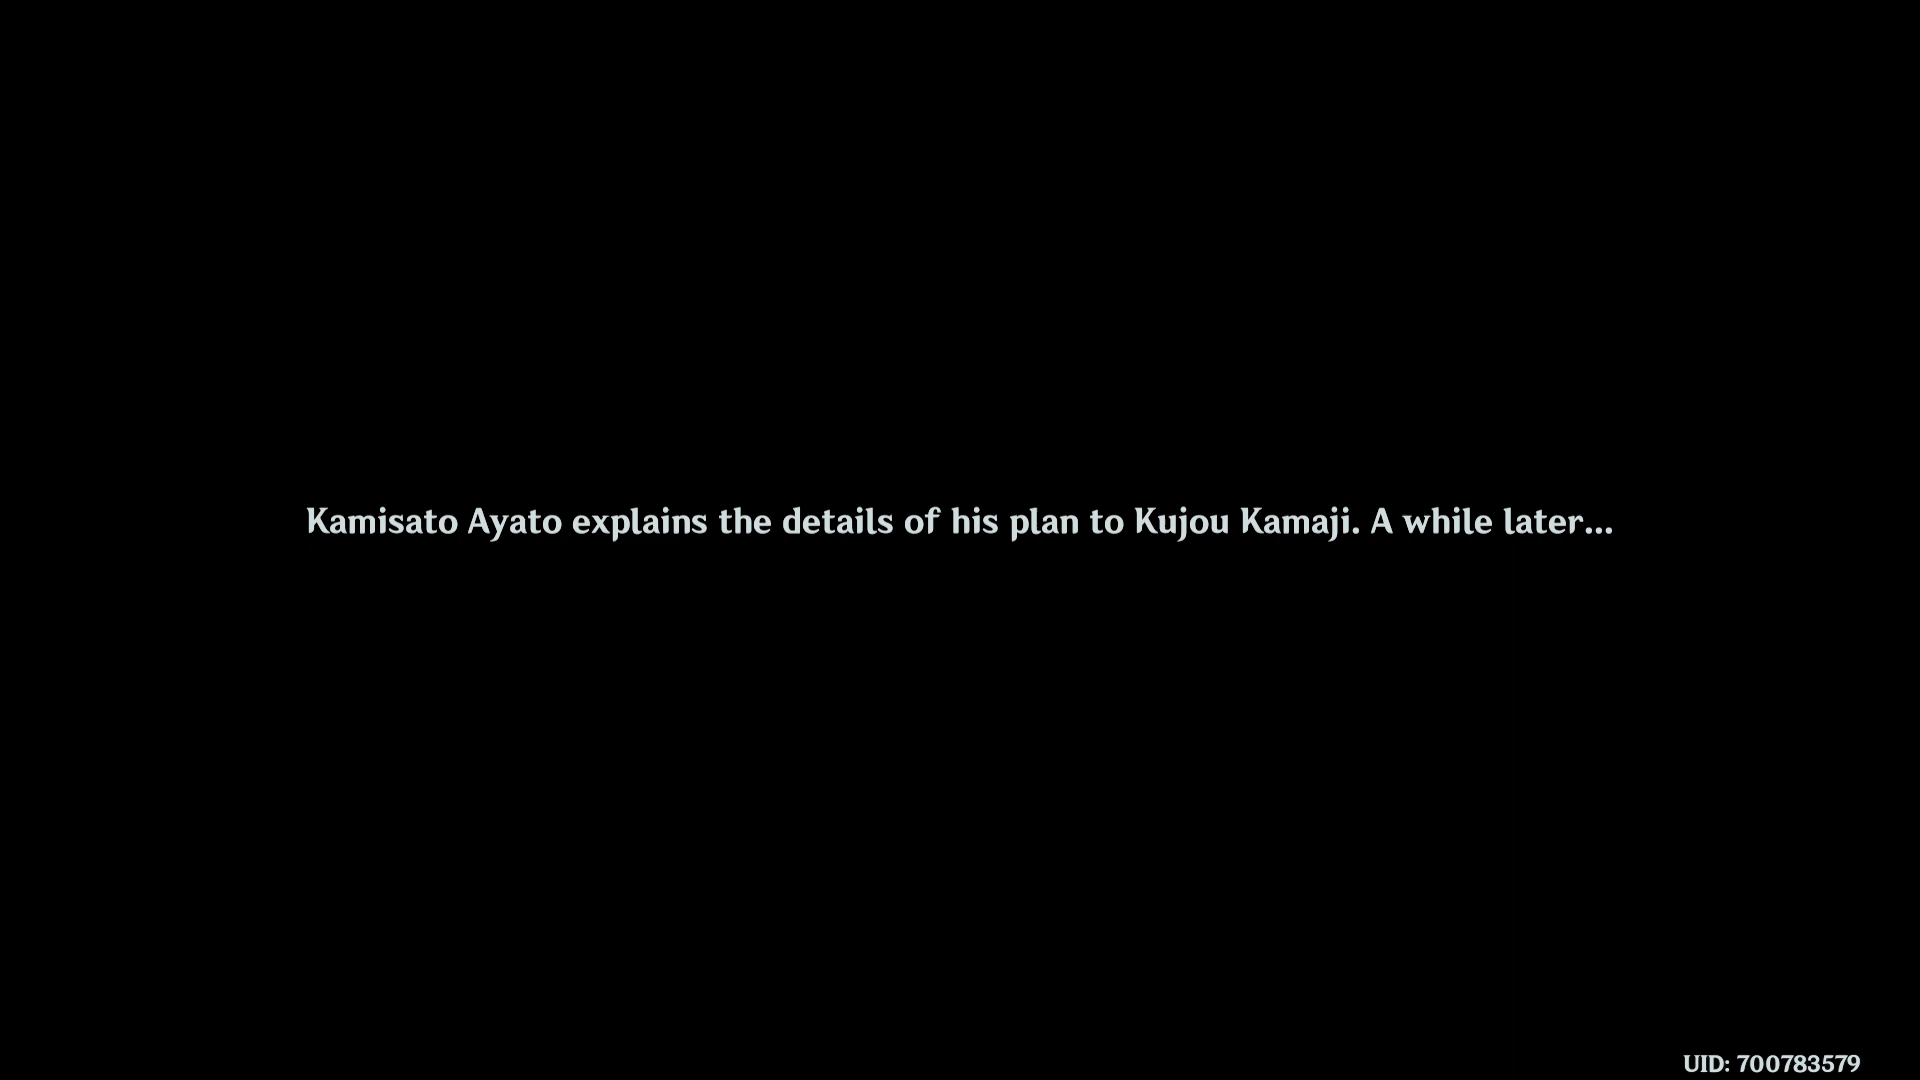 Kamisato Ayato explains the details of his plan to Kujou Kamaji. A while later...
UID: 700783579